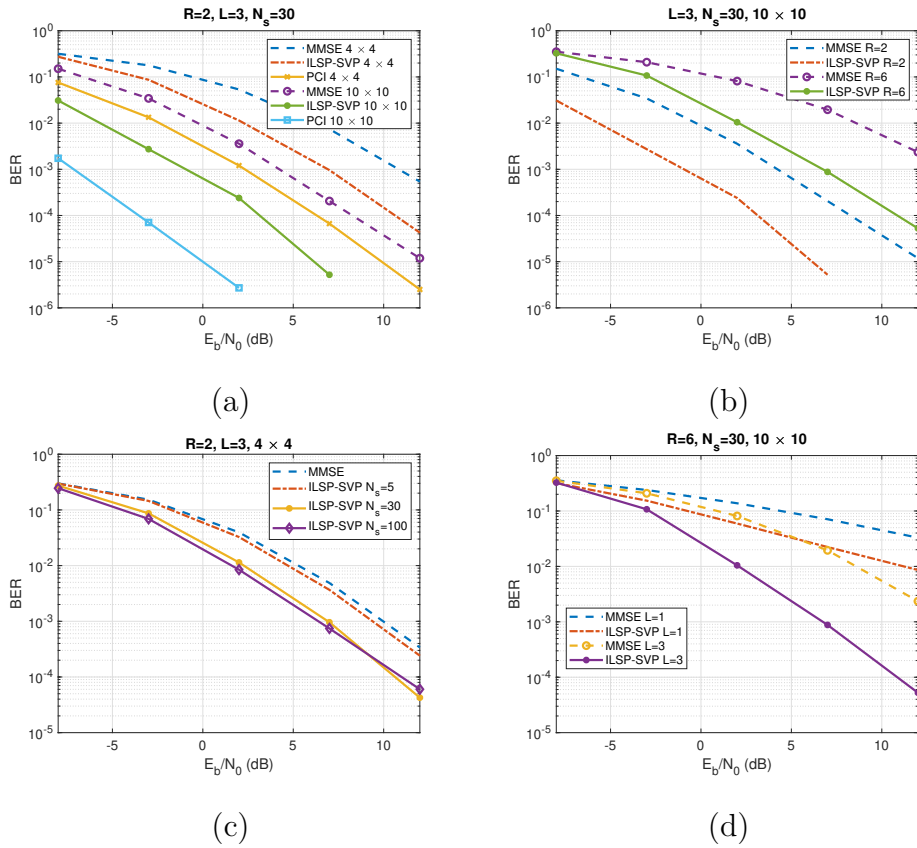 R=2, L=3, N_s=30
10^0
10^-1
10^-2
10^-3
10^-4
10^-5
10^-6
BER
-5 0 5 10
E_b/N_0 (dB)
MMSE 4 × 4
ILSP-SVP 4 × 4
PCI 4 × 4
MMSE 10 × 10
ILSP-SVP 10 × 10
PCI 10 × 10
(a)
L=3, N_s=30, 10 × 10
10^0
10^-1
10^-2
10^-3
10^-4
10^-5
10^-6
BER
-5 0 5 10
E_b/N_0 (dB)
MMSE R=2
ILSP-SVP R=2
MMSE R=6
ILSP-SVP R=6
(b)
R=2, L=3, 4 × 4
10^0
10^-1
10^-2
10^-3
10^-4
10^-5
BER
-5 0 5 10
E_b/N_0 (dB)
MMSE
ILSP-SVP N_s=5
ILSP-SVP N_s=30
ILSP-SVP N_s=100
(c)
R=6, N_s=30, 10 × 10
10^0
10^-1
10^-2
10^-3
10^-4
10^-5
BER
-5 0 5 10
E_b/N_0 (dB)
MMSE L=1
ILSP-SVP L=1
MMSE L=3
ILSP-SVP L=3
(d)